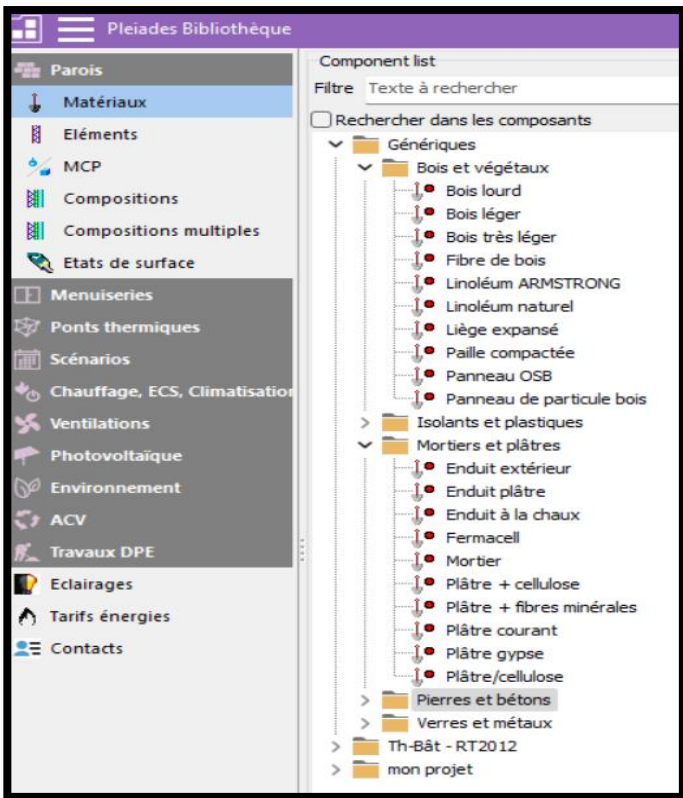 Pleiades Bibliothèque
Parois
Matériaux
Eléments
MCP
Compositions
Compositions multiples
Etats de surface
Menuiseries
Ponts thermiques
Scénarios
Chauffage, ECS, Climatisation
Ventilations
Photovoltaïque
Environnement
ACV
Travaux DPE
Eclairages
Tarifs énergies
Contacts
Component list
Filtre Texte à rechercher
Rechercher dans les composants
Génériques
Bois et végétaux
Bois lourd
Bois léger
Bois très léger
Fibre de bois
Linoléum ARMSTRONG
Linoléum naturel
Liège expansé
Paille compactée
Panneau OSB
Panneau de particule bois
Isolants et plastiques
Mortiers et plâtres
Enduit extérieur
Enduit plâtre
Enduit à la chaux
Fermacell
Mortier
Plâtre + cellulose
Plâtre + fibres minérales
Plâtre courant
Plâtre gypse
Plâtre/cellulose
Pierres et bétons
Verres et métaux
Th-Bât - RT2012
mon projet